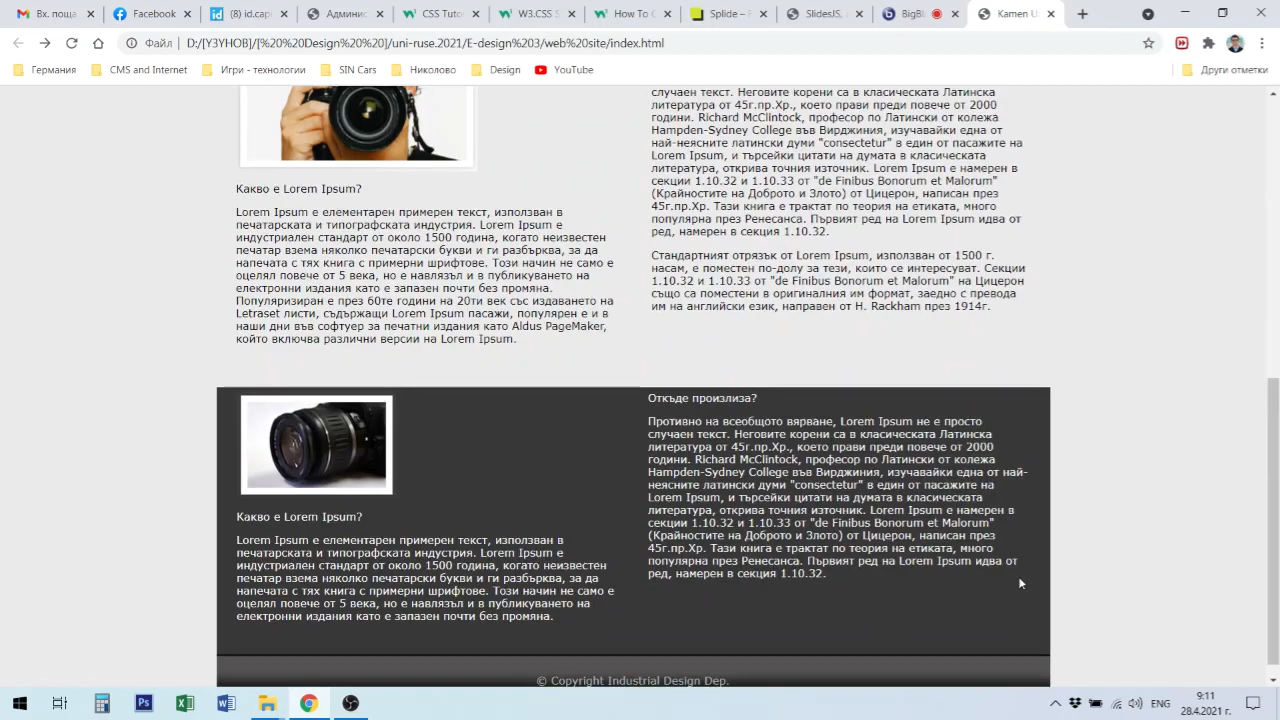 Вх. поща
Facebook
(8) id.cap
Админис
CSS Tuto
W3.CSS S
How To C
Splide – F
SlidesJS, a
BigBl
Kamen U
Файл
D:/[Y3YHOB]/[%20%20Design%20%20]/uni-ruse.2021/E-design%203/web%20site/index.html
Германия
CMS and Internet
Игри - технологии
SIN Cars
Николово
Design
YouTube
Други отметки
Какво е Lorem Ipsum?
Lorem Ipsum е елементарен примерен текст, използван в
печатарската и типографската индустрия. Lorem Ipsum е
индустриален стандарт от около 1500 година, когато неизвестен
печатар взема няколко печатарски букви и ги разбърква, за да
напечата с тях книга с примерни шрифтове. Този начин не само е
оцелял повече от 5 века, но е навлязъл и в публикуването на
електронни издания като е запазен почти без промяна.
Популяризиран е през 60те години на 20ти век със издаването на
Letraset листи, съдържащи Lorem Ipsum пасажи, популярен е и в
наши дни във софтуер за печатни издания като Aldus PageMaker,
който включва различни версии на Lorem Ipsum.
случаен текст. Неговите корени са в класическата Латинска
литература от 45г.пр.Хр., което прави преди повече от 2000
години. Richard McClintock, професор по Латински от колежа
Hampden-Sydney College във Вирджиния, изучавайки една от
най-неясните латински думи "consectetur" в един от пасажите на
Lorem Ipsum, и търсейки цитати на думата в класическата
литература, открива точния източник. Lorem Ipsum е намерен в
секции 1.10.32 и 1.10.33 от "de Finibus Bonorum et Malorum"
(Крайностите на Доброто и Злото) от Цицерон, написан през
45г.пр.Хр. Тази книга е трактат по теория на етиката, много
популярна през Ренесанса. Първият ред на Lorem Ipsum идва от
ред, намерен в секция 1.10.32.
Стандартният отрязък от Lorem Ipsum, използван от 1500 г.
насам, е поместен по-долу за тези, които се интересуват. Секции
1.10.32 и 1.10.33 от "de Finibus Bonorum et Malorum" на Цицерон
също са поместени в оригиналния им формат, заедно с превода
им на английски език, направен от H. Rackham през 1914г.
Какво е Lorem Ipsum?
Lorem Ipsum е елементарен примерен текст, използван в
печатарската и типографската индустрия. Lorem Ipsum е
индустриален стандарт от около 1500 година, когато неизвестен
печатар взема няколко печатарски букви и ги разбърква, за да
напечата с тях книга с примерни шрифтове. Този начин не само е
оцелял повече от 5 века, но е навлязъл и в публикуването на
електронни издания като е запазен почти без промяна.
Откъде произлиза?
Противно на всеобщото вярване, Lorem Ipsum не е просто
случаен текст. Неговите корени са в класическата Латинска
литература от 45г.пр.Хр., което прави преди повече от 2000
години. Richard McClintock, професор по Латински от колежа
Hampden-Sydney College във Вирджиния, изучавайки една от най-
неясните латински думи "consectetur" в един от пасажите на
Lorem Ipsum, и търсейки цитати на думата в класическата
литература, открива точния източник. Lorem Ipsum е намерен в
секции 1.10.32 и 1.10.33 от "de Finibus Bonorum et Malorum"
(Крайностите на Доброто и Злото) от Цицерон, написан през
45г.пр.Хр. Тази книга е трактат по теория на етиката, много
популярна през Ренесанса. Първият ред на Lorem Ipsum идва от
ред, намерен в секция 1.10.32.
© Copyright Industrial Design Dep.
ENG
9:11
28.4.2021 г.